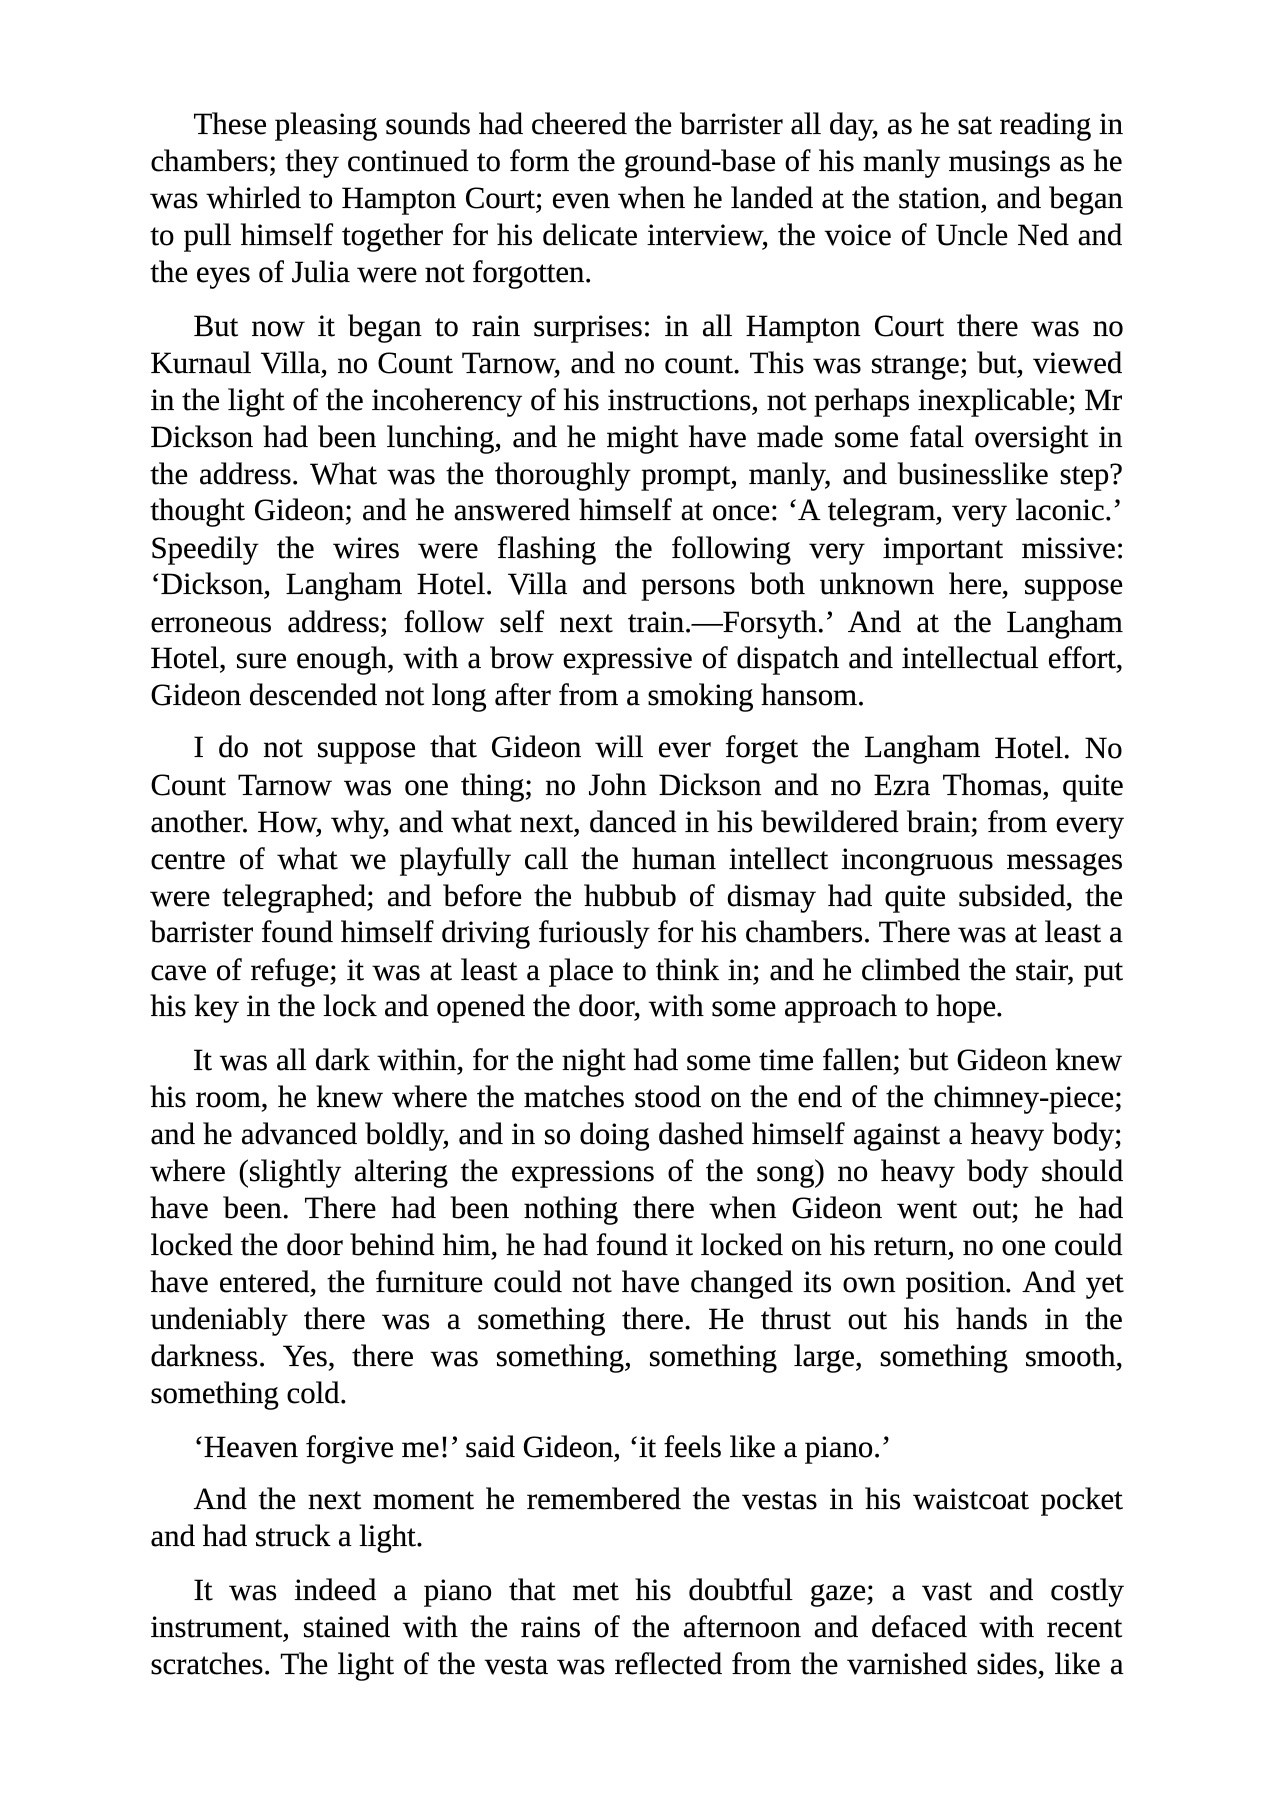 These pleasing sounds had cheered the barrister all day, as he sat reading in
chambers; they continued to form the ground-base of his manly musings as he
was whirled to Hampton Court; even when he landed at the station, and began
to pull himself together for his delicate interview, the voice of Uncle Ned and
the eyes of Julia were not forgotten.
But now it began to rain surprises: in all Hampton Court there was no
Kurnaul Villa, no Count Tarnow, and no count. This was strange; but, viewed
in the light of the incoherency of his instructions, not perhaps inexplicable; Mr
Dickson had been lunching, and he might have made some fatal oversight in
the address. What was the thoroughly prompt, manly, and businesslike step?
thought Gideon; and he answered himself at once: ‘A telegram, very laconic.’
Speedily the wires were flashing the following very important missive:
‘Dickson, Langham Hotel. Villa and persons both unknown here, suppose
erroneous address; follow self next train.—Forsyth.’ And at the Langham
Hotel, sure enough, with a brow expressive of dispatch and intellectual effort,
Gideon descended not long after from a smoking hansom.
I do not suppose that Gideon will ever forget the Langham Hotel. No
Count Tarnow was one thing; no John Dickson and no Ezra Thomas, quite
another. How, why, and what next, danced in his bewildered brain; from every
centre of what we playfully call the human intellect incongruous messages
were telegraphed; and before the hubbub of dismay had quite subsided, the
barrister found himself driving furiously for his chambers. There was at least a
cave of refuge; it was at least a place to think in; and he climbed the stair, put
his key in the lock and opened the door, with some approach to hope.
It was all dark within, for the night had some time fallen; but Gideon knew
his room, he knew where the matches stood on the end of the chimney-piece;
and he advanced boldly, and in so doing dashed himself against a heavy body;
where (slightly altering the expressions of the song) no heavy body should
have been. There had been nothing there when Gideon went out; he had
locked the door behind him, he had found it locked on his return, no one could
have entered, the furniture could not have changed its own position. And yet
undeniably there was a something there. He thrust out his hands in the
darkness. Yes, there was something, something large, something smooth,
something cold.
‘Heaven forgive me!’ said Gideon, ‘it feels like a piano.’
And the next moment he remembered the vestas in his waistcoat pocket
and had struck a light.
It was indeed a piano that met his doubtful gaze; a vast and costly
instrument, stained with the rains of the afternoon and defaced with recent
scratches. The light of the vesta was reflected from the varnished sides, like a